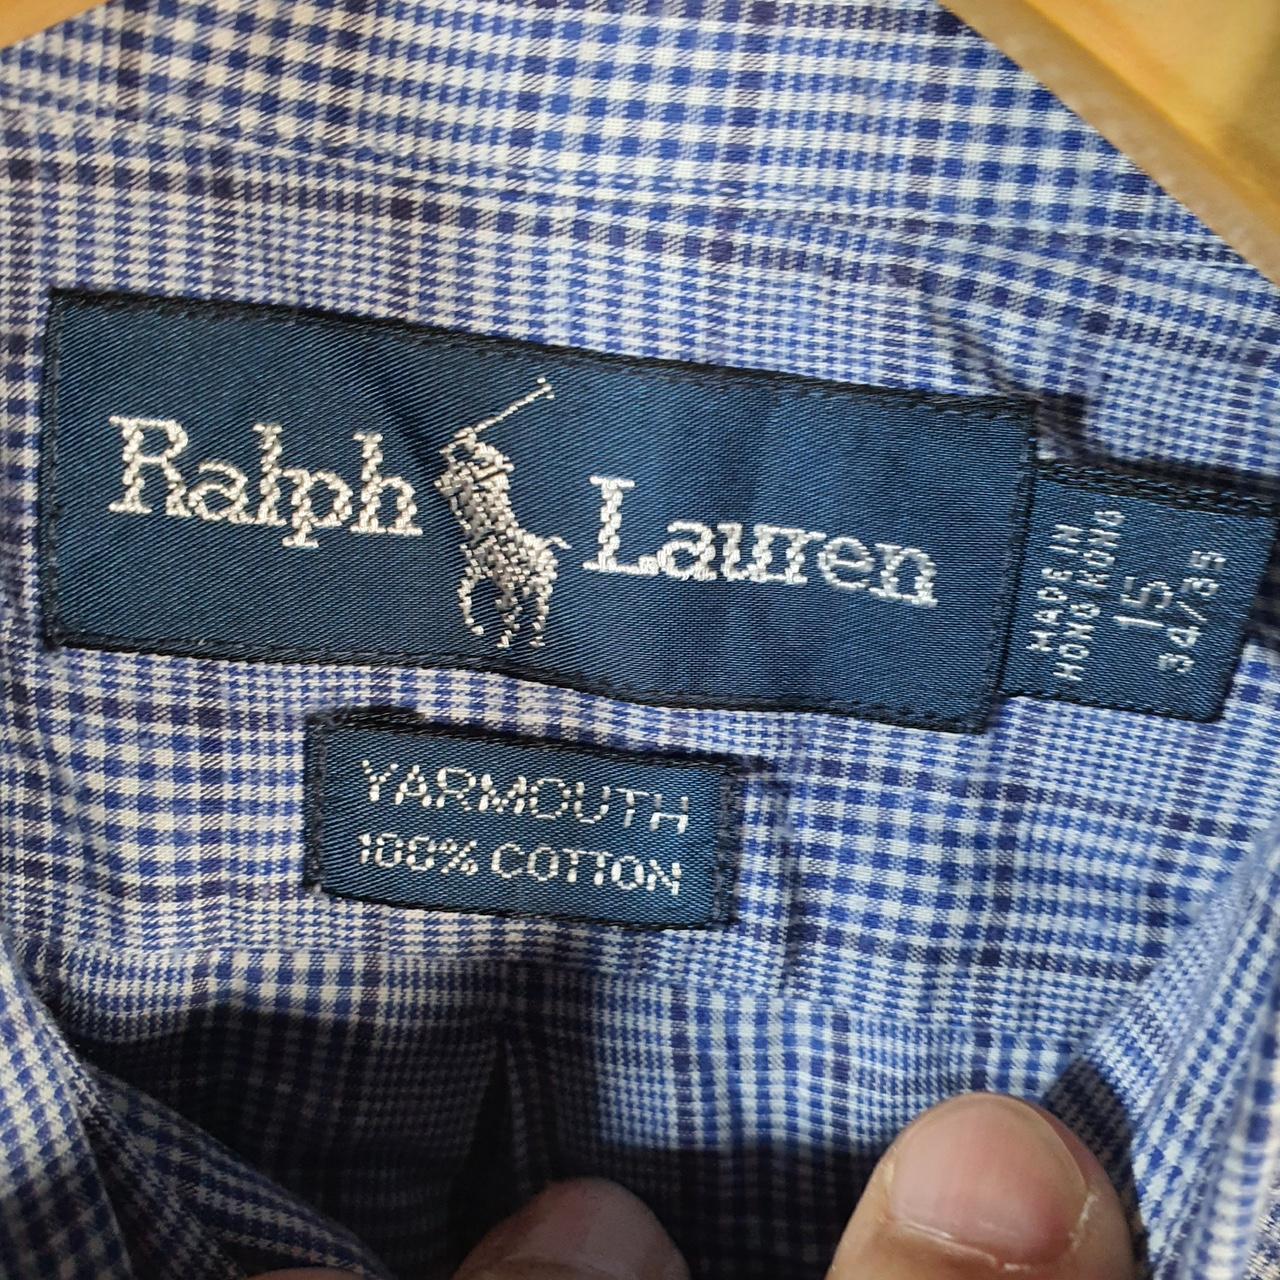 Ralph Lauren
MADE IN
HONG KONG
15
34/35
YARMOUTH
100% COTTON